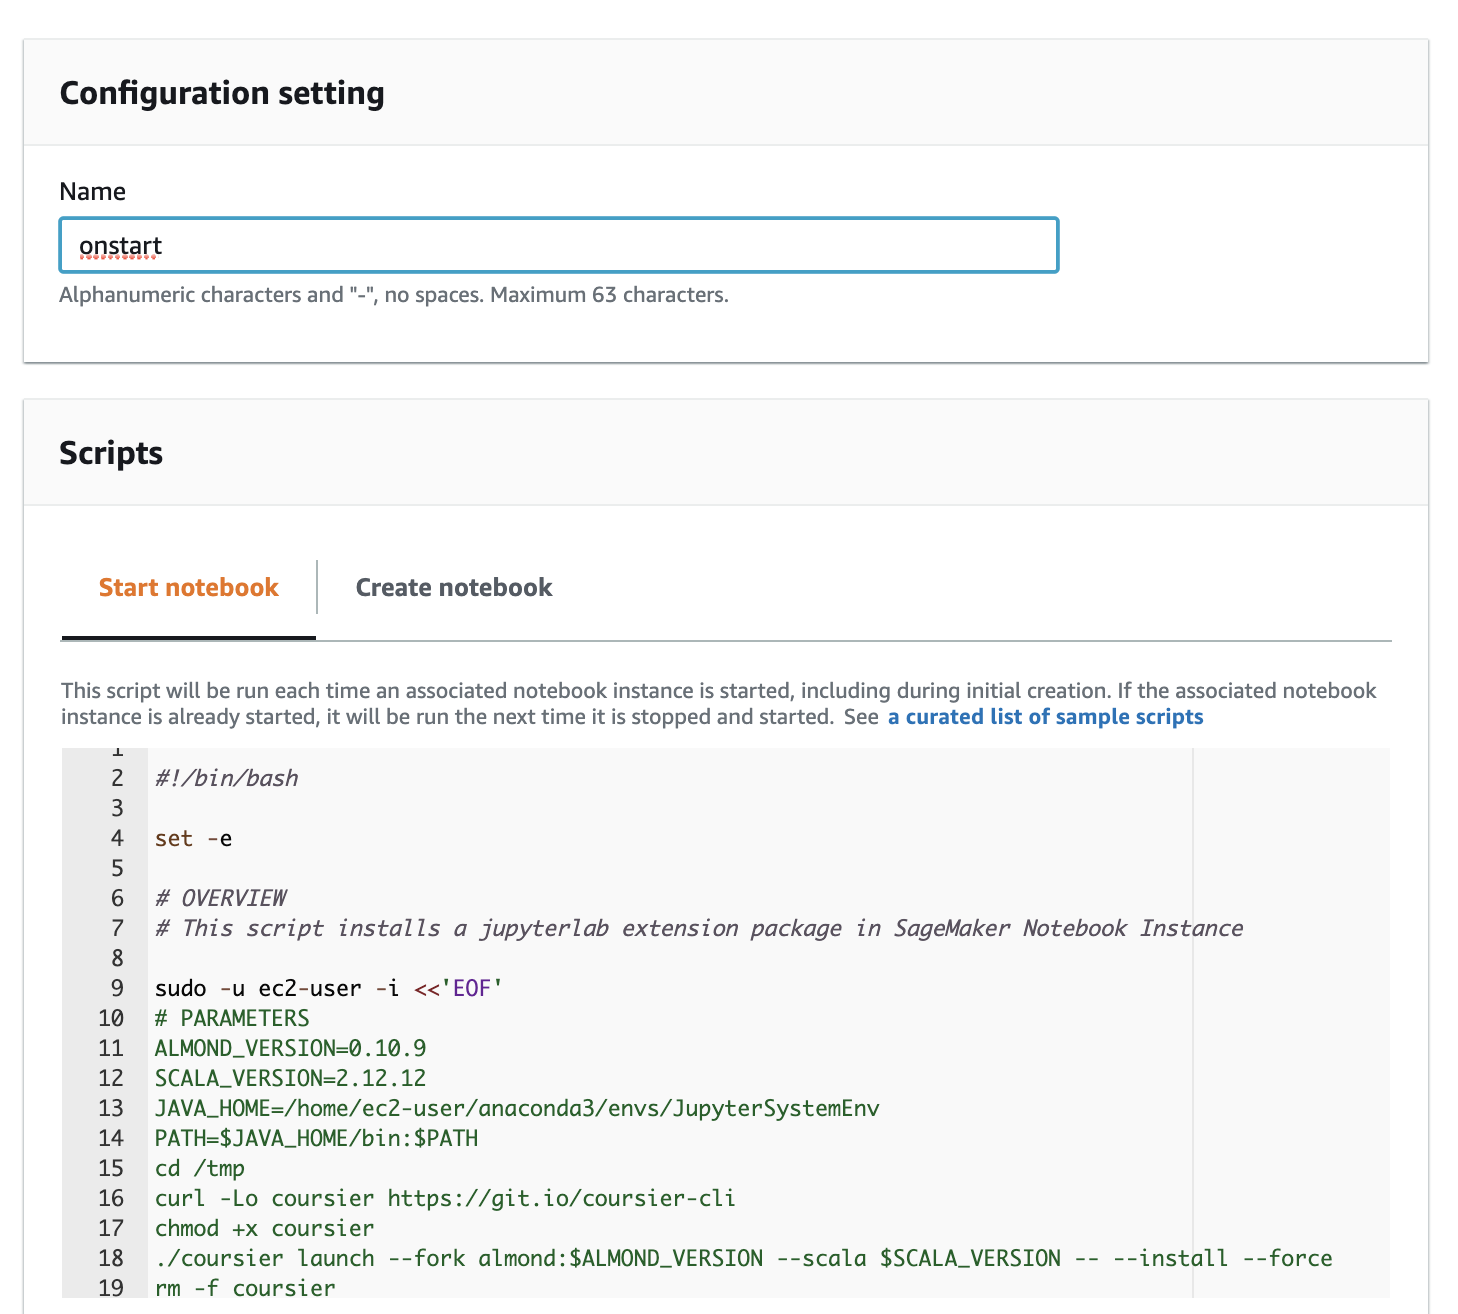 Configuration setting
Name
onstart
Alphanumeric characters and "-", no spaces. Maximum 63 characters.
Scripts
Start notebook
Create notebook
This script will be run each time an associated notebook instance is started, including during initial creation. If the associated notebook
instance is already started, it will be run the next time it is stopped and started. See a curated list of sample scripts
1
2 #!/bin/bash
3
4 set -e
5
6 # OVERVIEW
7 # This script installs a jupyterlab extension package in SageMaker Notebook Instance
8
9 sudo -u ec2-user -i <<'EOF'
10 # PARAMETERS
11 ALMOND_VERSION=0.10.9
12 SCALA_VERSION=2.12.12
13 JAVA_HOME=/home/ec2-user/anaconda3/envs/JupyterSystemEnv
14 PATH=$JAVA_HOME/bin:$PATH
15 cd /tmp
16 curl -Lo coursier https://git.io/coursier-cli
17 chmod +x coursier
18 ./coursier launch --fork almond:$ALMOND_VERSION --scala $SCALA_VERSION -- --install --force
19 rm -f coursier